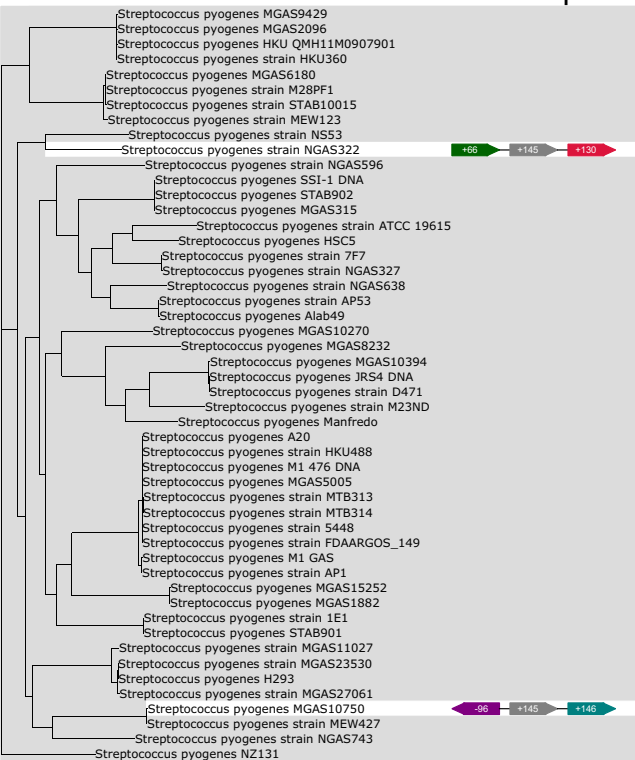 Streptococcus pyogenes MGAS9429
Streptococcus pyogenes MGAS2096
Streptococcus pyogenes HKU QMH11M0907901
Streptococcus pyogenes strain HKU360
Streptococcus pyogenes MGAS6180
Streptococcus pyogenes strain M28PF1
Streptococcus pyogenes STAB10015
Streptococcus pyogenes strain MEW123
Streptococcus pyogenes strain NS53
Streptococcus pyogenes strain NGAS322 +66 +145 +130
Streptococcus pyogenes strain NGAS596
Streptococcus pyogenes SSI-1 DNA
Streptococcus pyogenes STAB902
Streptococcus pyogenes MGAS315
Streptococcus pyogenes strain ATCC 19615
Streptococcus pyogenes HSC5
Streptococcus pyogenes strain 7F7
Streptococcus pyogenes strain NGAS327
Streptococcus pyogenes strain NGAS638
Streptococcus pyogenes strain AP53
Streptococcus pyogenes Alab49
Streptococcus pyogenes MGAS10270
Streptococcus pyogenes MGAS8232
Streptococcus pyogenes MGAS10394
Streptococcus pyogenes JRS4 DNA
Streptococcus pyogenes strain D471
Streptococcus pyogenes strain M23ND
Streptococcus pyogenes Manfredo
Streptococcus pyogenes A20
Streptococcus pyogenes strain HKU488
Streptococcus pyogenes M1 476 DNA
Streptococcus pyogenes MGAS5005
Streptococcus pyogenes strain MTB313
Streptococcus pyogenes strain MTB314
Streptococcus pyogenes strain 5448
Streptococcus pyogenes strain FDAARGOS_149
Streptococcus pyogenes M1 GAS
Streptococcus pyogenes strain AP1
Streptococcus pyogenes MGAS15252
Streptococcus pyogenes MGAS1882
Streptococcus pyogenes strain 1E1
Streptococcus pyogenes STAB901
Streptococcus pyogenes strain MGAS11027
Streptococcus pyogenes strain MGAS23530
Streptococcus pyogenes H293
Streptococcus pyogenes strain MGAS27061
Streptococcus pyogenes MGAS10750 -96 +145 +146
Streptococcus pyogenes strain MEW427
Streptococcus pyogenes strain NGAS743
Streptococcus pyogenes NZ131